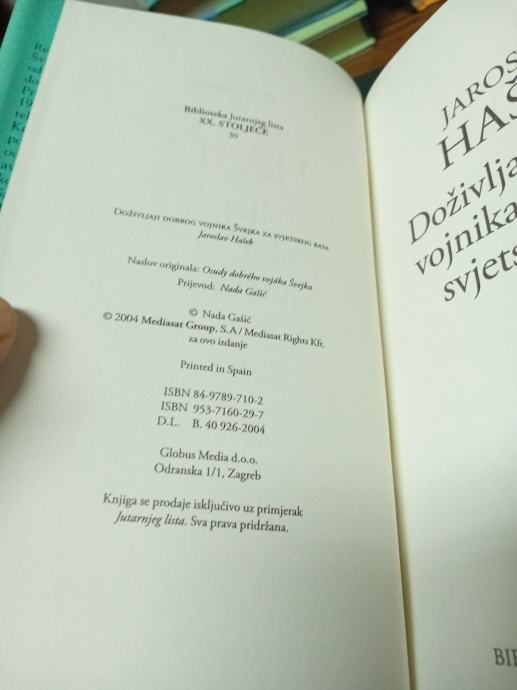 Biblioteka Jutarnjeg lista
XX. STOLJEĆE
30
DOŽIVLJAJI DOBROG VOJNIKA ŠVEJKA ZA SVJETSKOG RATA
Jaroslav Hašek
Naslov originala: Osudy dobrého vojáka Švejka
Prijevod: Nada Gašić
© Nada Gašić
© 2004 Mediasat Group, S.A / Mediasat Rights Kft.
za ovo izdanje
Printed in Spain
ISBN 84-9789-710-2
ISBN 953-7160-29-7
D.L. B. 40 926-2004
Globus Media d.o.o.
Odranska 1/1, Zagreb
Knjiga se prodaje isključivo uz primjerak
Jutarnjeg lista. Sva prava pridržana.
JAROS
HAŠ
Doživlja
vojnika
svjets
BI